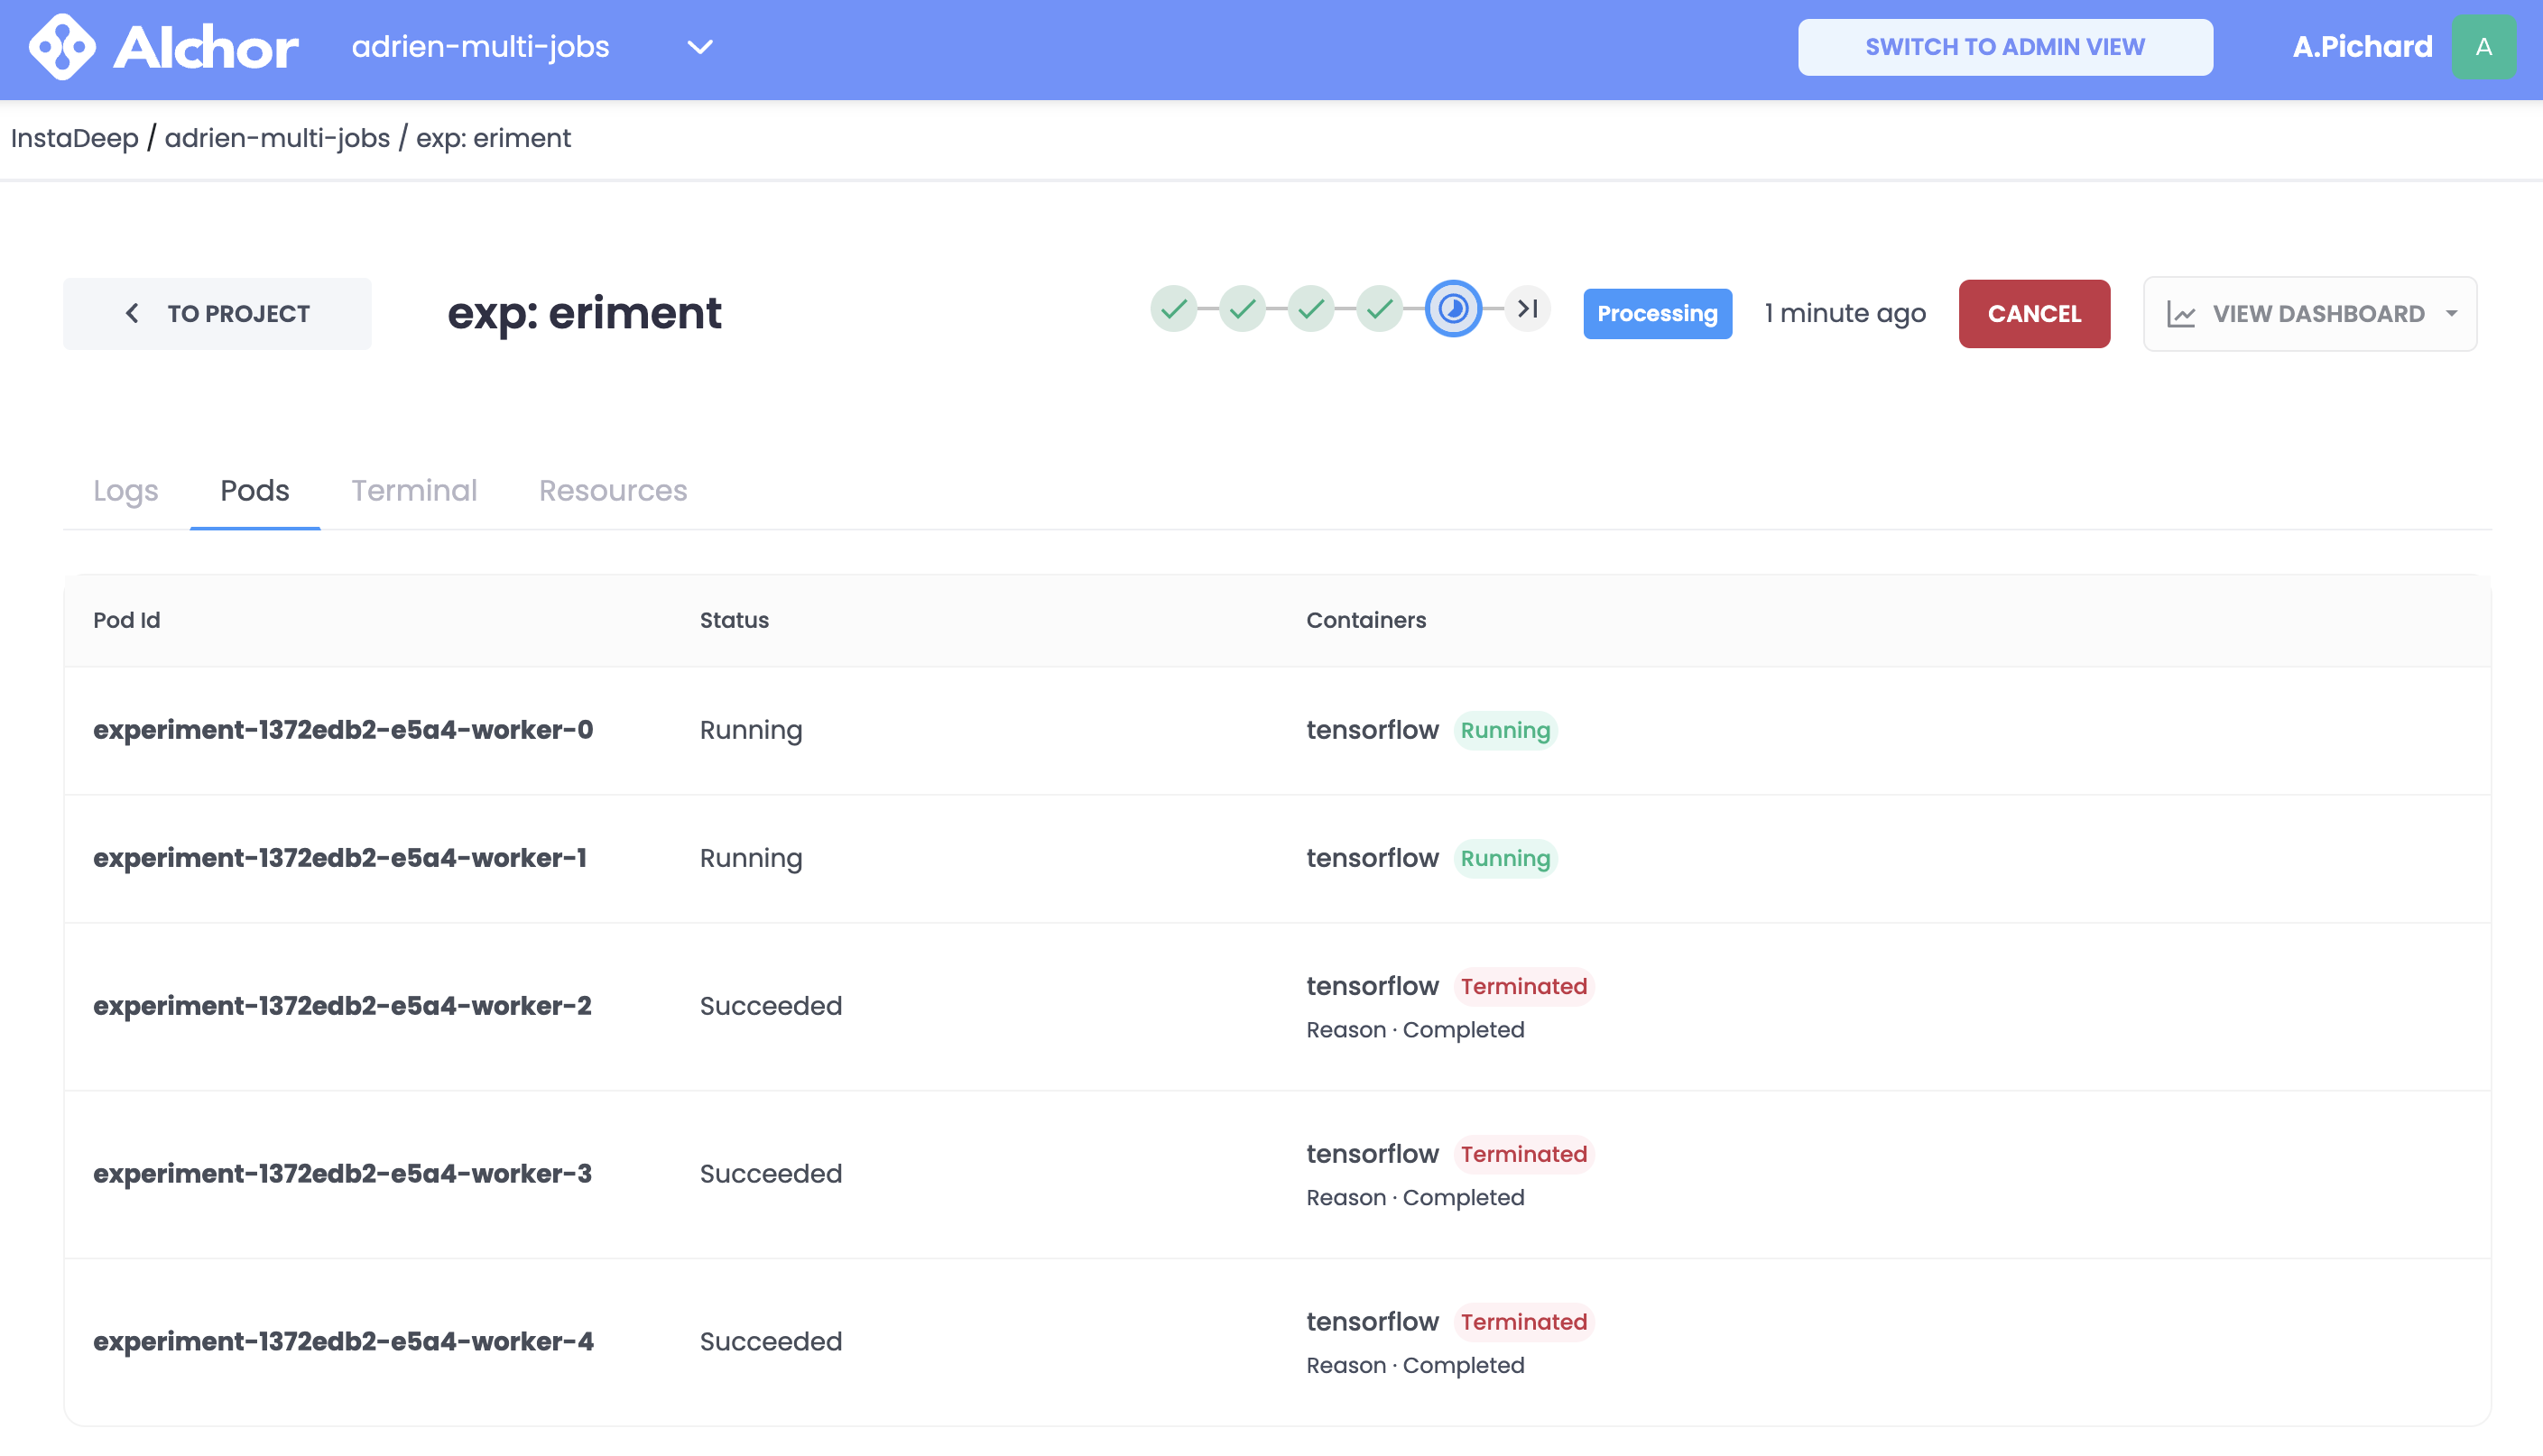 AIchor
adrien-multi-jobs
SWITCH TO ADMIN VIEW
A.Pichard
A
InstaDeep / adrien-multi-jobs / exp: eriment
TO PROJECT
exp: eriment
Processing
1 minute ago
CANCEL
VIEW DASHBOARD
Logs
Pods
Terminal
Resources
Pod Id
Status
Containers
experiment-1372edb2-e5a4-worker-0
Running
tensorflow Running
experiment-1372edb2-e5a4-worker-1
Running
tensorflow Running
experiment-1372edb2-e5a4-worker-2
Succeeded
tensorflow Terminated
Reason · Completed
experiment-1372edb2-e5a4-worker-3
Succeeded
tensorflow Terminated
Reason · Completed
experiment-1372edb2-e5a4-worker-4
Succeeded
tensorflow Terminated
Reason · Completed